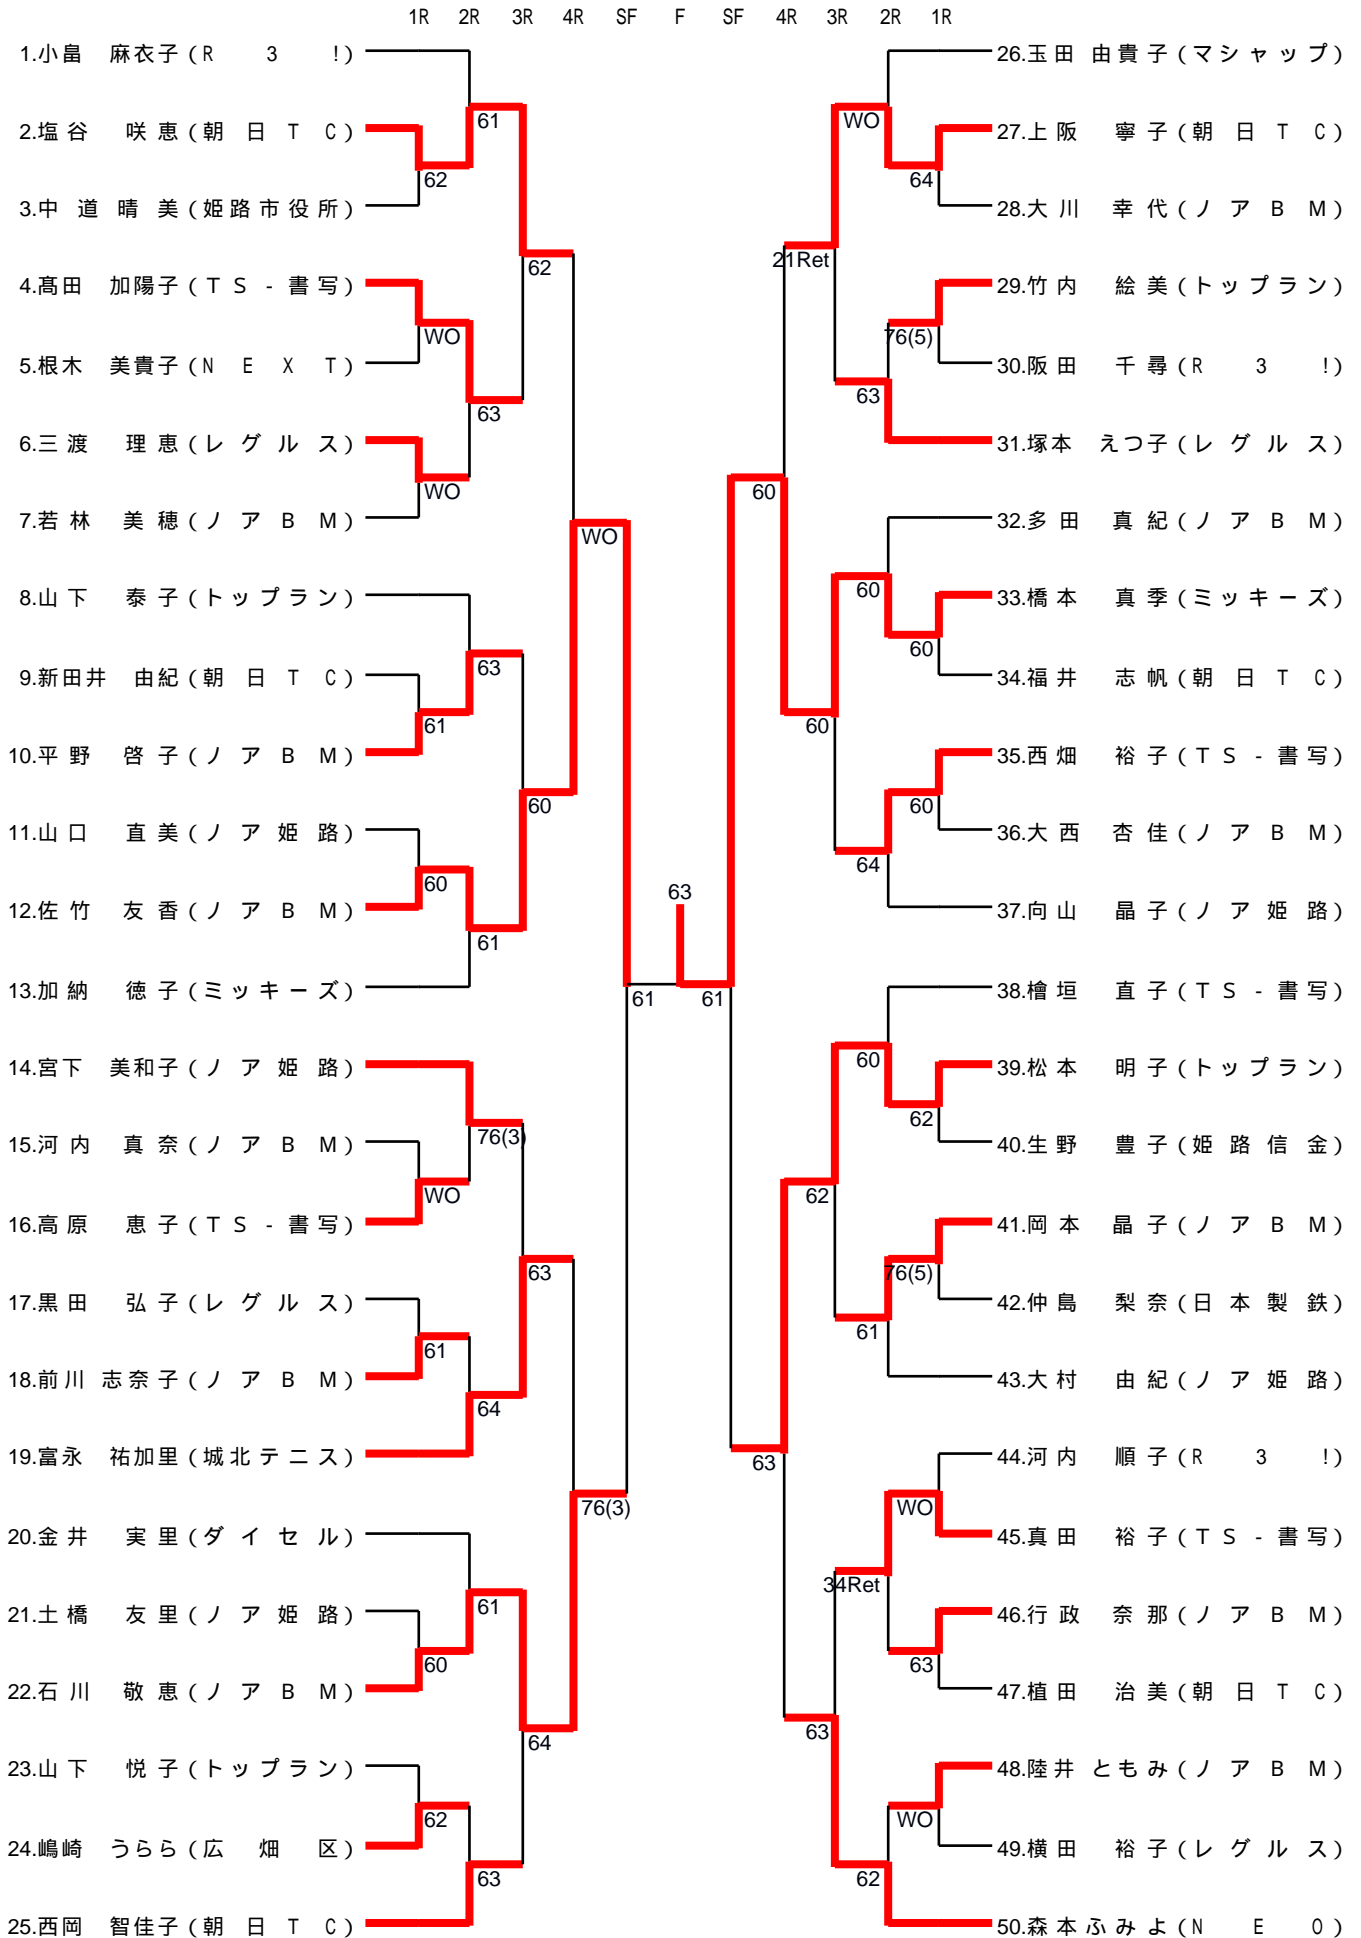 1R 2R 3R 4R SF F SF 4R 3R 2R 1R
1.小畠 麻衣子(R 3 !)
2.塩谷 咲恵(朝日TC)
3.中道晴美(姫路市役所)
4.髙田 加陽子(TS-書写)
5.根木 美貴子(NEXT)
6.三渡 理恵(レグルス)
7.若林 美穂(ノアBM)
8.山下 泰子(トップラン)
9.新田井 由紀(朝日TC)
10.平野 啓子(ノアBM)
11.山口 直美(ノア姫路)
12.佐竹 友香(ノアBM)
13.加納 徳子(ミッキーズ)
14.宮下 美和子(ノア姫路)
15.河内 真奈(ノアBM)
16.高原 恵子(TS-書写)
17.黒田 弘子(レグルス)
18.前川 志奈子(ノアBM)
19.富永 祐加里(城北テニス)
20.金井 実里(ダイセル)
21.土橋 友里(ノア姫路)
22.石川 敬恵(ノアBM)
23.山下 悦子(トップラン)
24.嶋崎 うらら(広畑区)
25.西岡 智佳子(朝日TC)
62
WO
WO
61
60
WO
61
60
62
61
63
63
61
76(3)
64
61
63
62
60
63
64
WO
76(3)
61
63
61
60
63
21Ret
60
62
63
WO
63
60
64
60
61
34Ret
62
64
76(5)
60
60
62
76(5)
WO
63
WO
26.玉田 由貴子(マシャップ)
27.上阪 寧子(朝日TC)
28.大川 幸代(ノアBM)
29.竹内 絵美(トップラン)
30.阪田 千尋(R 3 !)
31.塚本 えつ子(レグルス)
32.多田 真紀(ノアBM)
33.橋本 真季(ミッキーズ)
34.福井 志帆(朝日TC)
35.西畑 裕子(TS-書写)
36.大西 杏佳(ノアBM)
37.向山 晶子(ノア姫路)
38.檜垣 直子(TS-書写)
39.松本 明子(トップラン)
40.生野 豊子(姫路信金)
41.岡本 晶子(ノアBM)
42.仲島 梨奈(日本製鉄)
43.大村 由紀(ノア姫路)
44.河内 順子(R 3 !)
45.真田 裕子(TS-書写)
46.行政 奈那(ノアBM)
47.植田 治美(朝日TC)
48.陸井 ともみ(ノアBM)
49.横田 裕子(レグルス)
50.森本ふみよ(NEO)